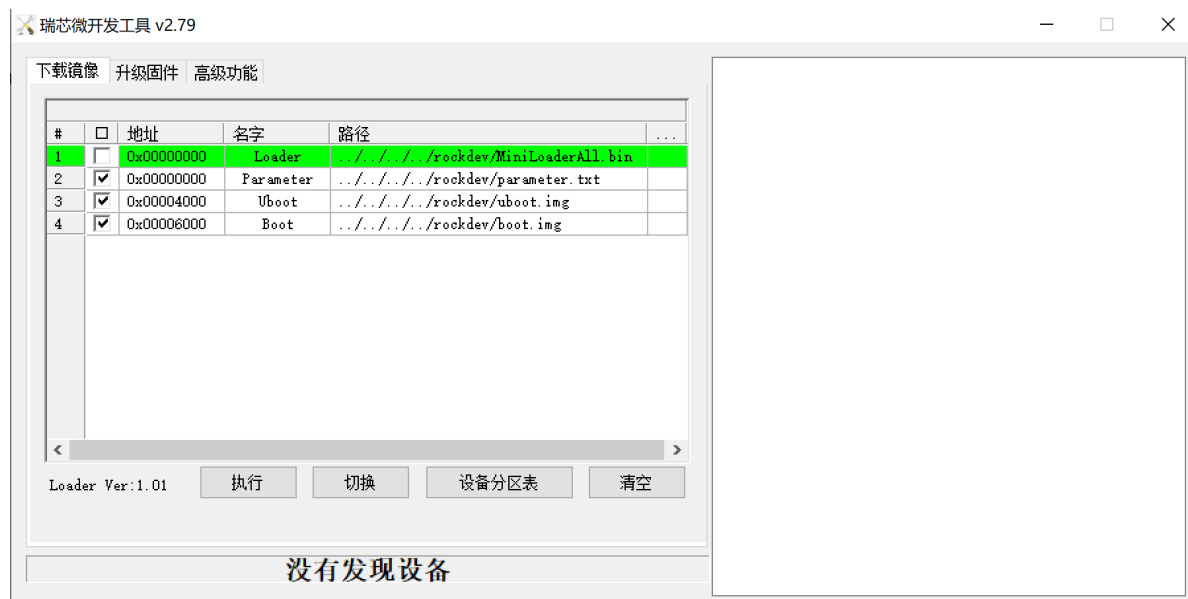 瑞芯微开发工具 v2.79
下载镜像 升级固件 高级功能
# 地址 名字 路径 ...
1 0x00000000 Loader ../../../../rockdev/MiniLoaderAll.bin
2 0x00000000 Parameter ../../../../rockdev/parameter.txt
3 0x00004000 Uboot ../../../../rockdev/uboot.img
4 0x00006000 Boot ../../../../rockdev/boot.img
Loader Ver:1.01 执行 切换 设备分区表 清空
没有发现设备